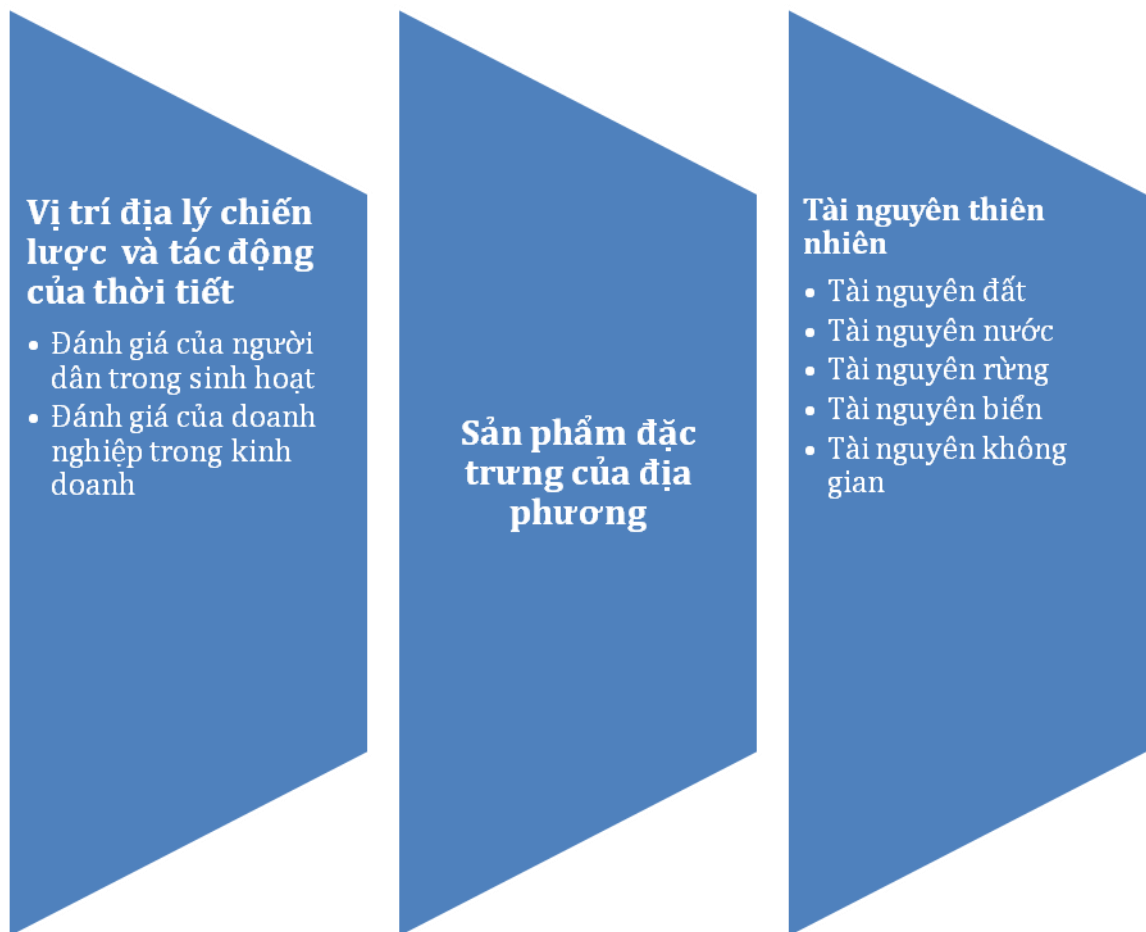 Vị trí địa lý chiến
lược và tác động
của thời tiết
• Đánh giá của người
dân trong sinh hoạt
• Đánh giá của doanh
nghiệp trong kinh
doanh
Sản phẩm đặc
trưng của địa
phương
Tài nguyên thiên
nhiên
• Tài nguyên đất
• Tài nguyên nước
• Tài nguyên rừng
• Tài nguyên biển
• Tài nguyên không
gian